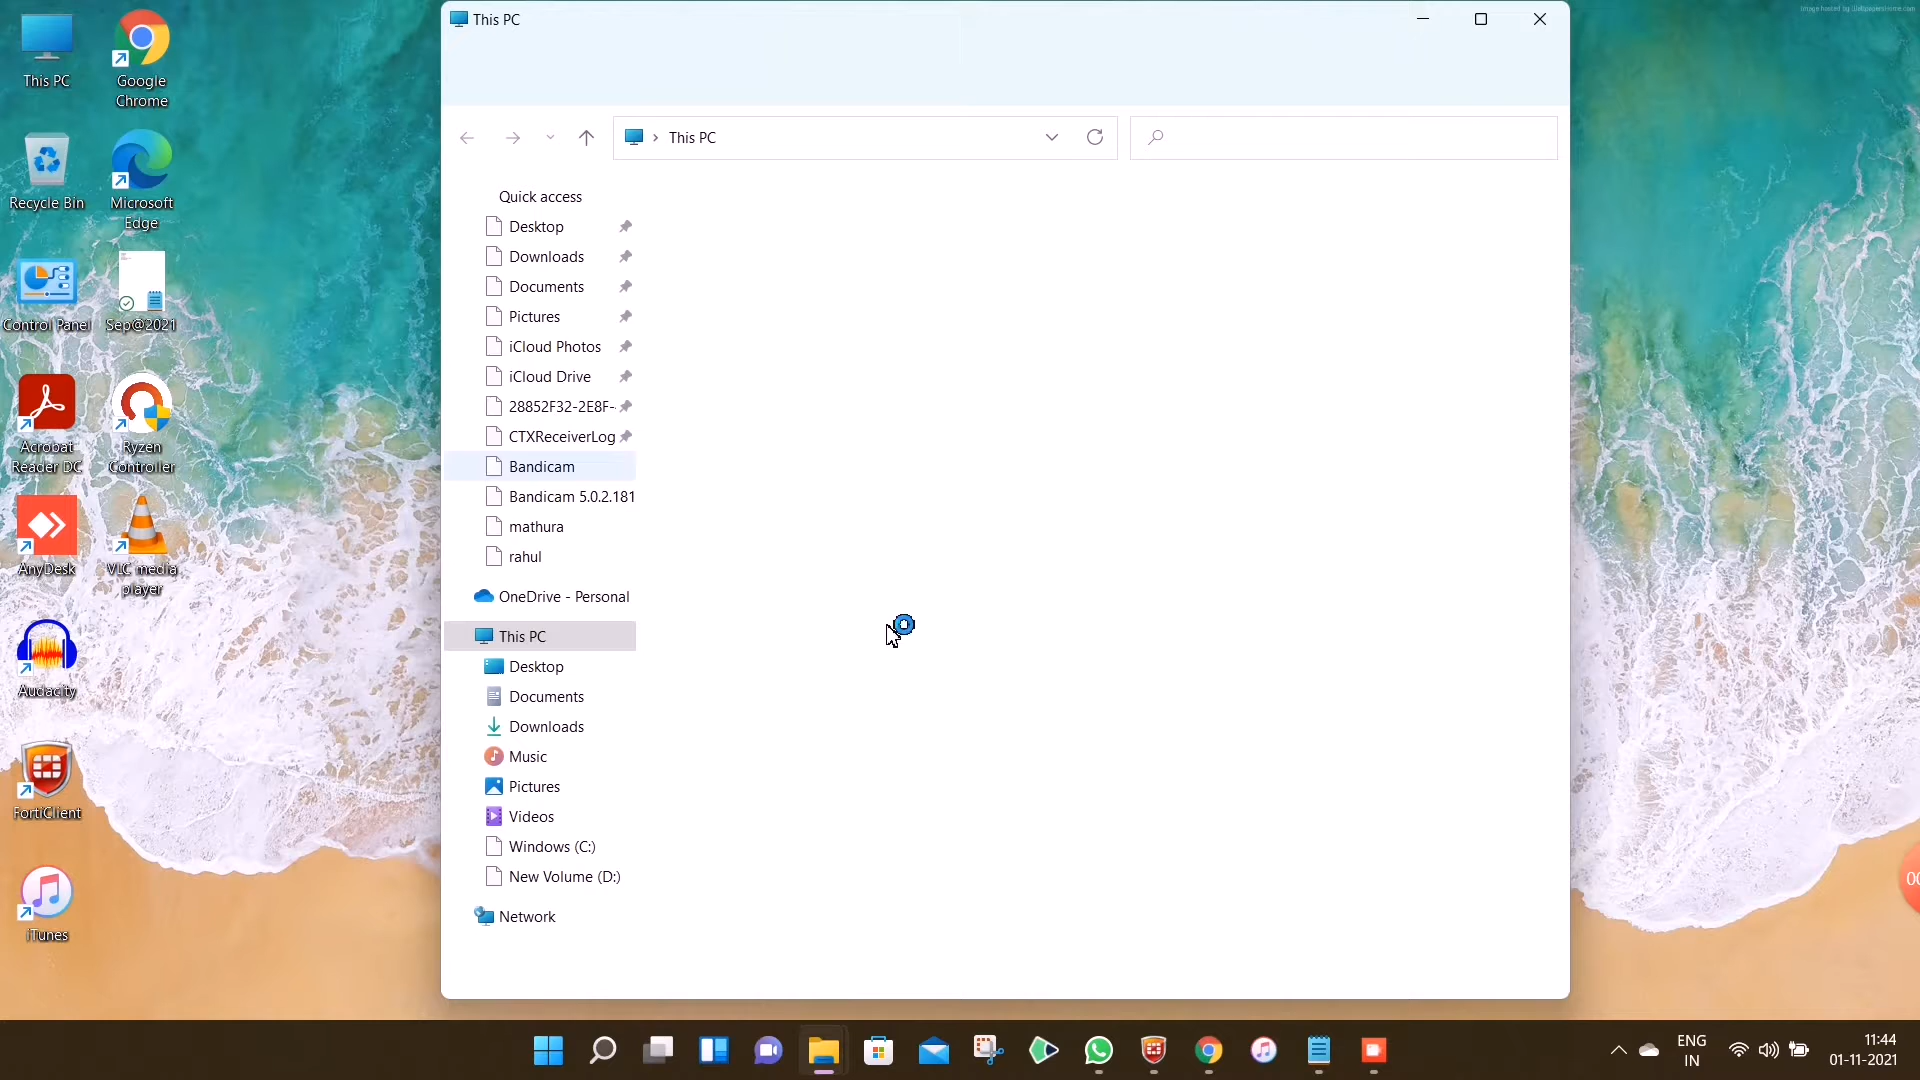 This PC
Google
Chrome
Recycle Bin
Microsoft
Edge
Control Panel
Sep@2021
Acrobat
Reader DC
Ryzen
Controller
AnyDesk
VLC media
player
Audacity
FortiClient
iTunes
This PC
This PC
Quick access
Desktop
Downloads
Documents
Pictures
iCloud Photos
iCloud Drive
28852F32-2E8F-
CTXReceiverLog
Bandicam
Bandicam 5.0.2.181
mathura
rahul
OneDrive - Personal
This PC
Desktop
Documents
Downloads
Music
Pictures
Videos
Windows (C:)
New Volume (D:)
Network
00
ENG
IN
11:44
01-11-2021